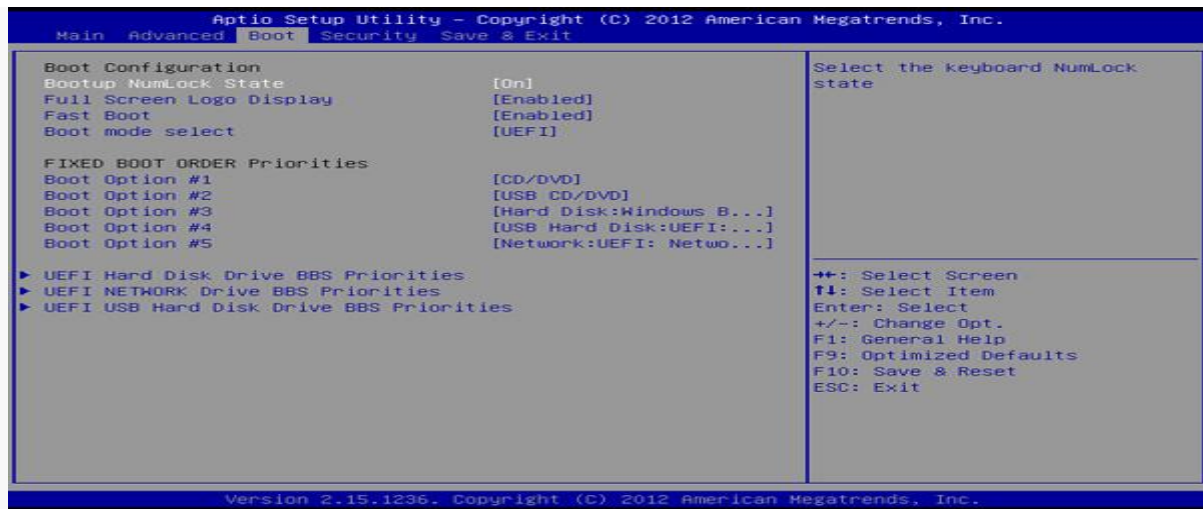 Aptio Setup Utility - Copyright (C) 2012 American Megatrends, Inc.
Main Advanced Boot Security Save & Exit
Boot Configuration
Bootup NumLock State [On]
Full Screen Logo Display [Enabled]
Fast Boot [Enabled]
Boot mode select [UEFI]
FIXED BOOT ORDER Priorities
Boot Option #1 [CD/DVD]
Boot Option #2 [USB CD/DVD]
Boot Option #3 [Hard Disk:Windows B...]
Boot Option #4 [USB Hard Disk:UEFI:...]
Boot Option #5 [Network:UEFI: Netwo...]
► UEFI Hard Disk Drive BBS Priorities
► UEFI NETWORK Drive BBS Priorities
► UEFI USB Hard Disk Drive BBS Priorities
Select the keyboard NumLock
state
→←: Select Screen
↑↓: Select Item
Enter: Select
+/-: Change Opt.
F1: General Help
F9: Optimized Defaults
F10: Save & Reset
ESC: Exit
Version 2.15.1236. Copyright (C) 2012 American Megatrends, Inc.